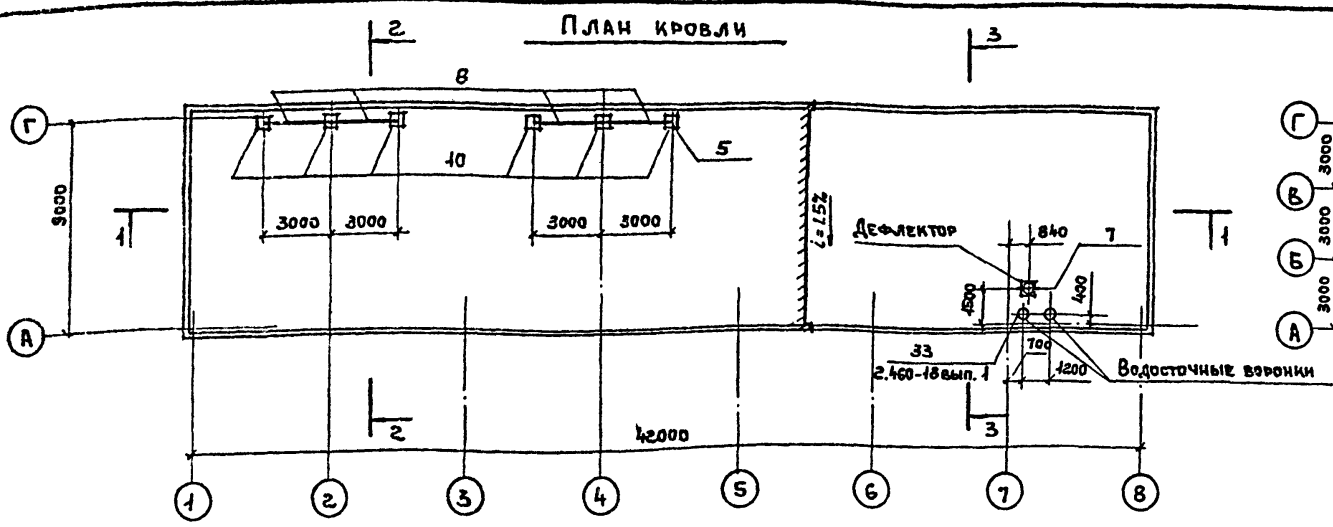 План кровли
2
3
8
Г
Г
10
5
9000
3000
В
3000 3000
3000 3000
i=1.5%
Дефлектор
840
7
1
1
3000
Б
1500
400
3000
А
А
33
2.460-18 вып. 1
700
1200
Водосточные воронки
2
3
42000
1
2
3
4
5
6
7
8